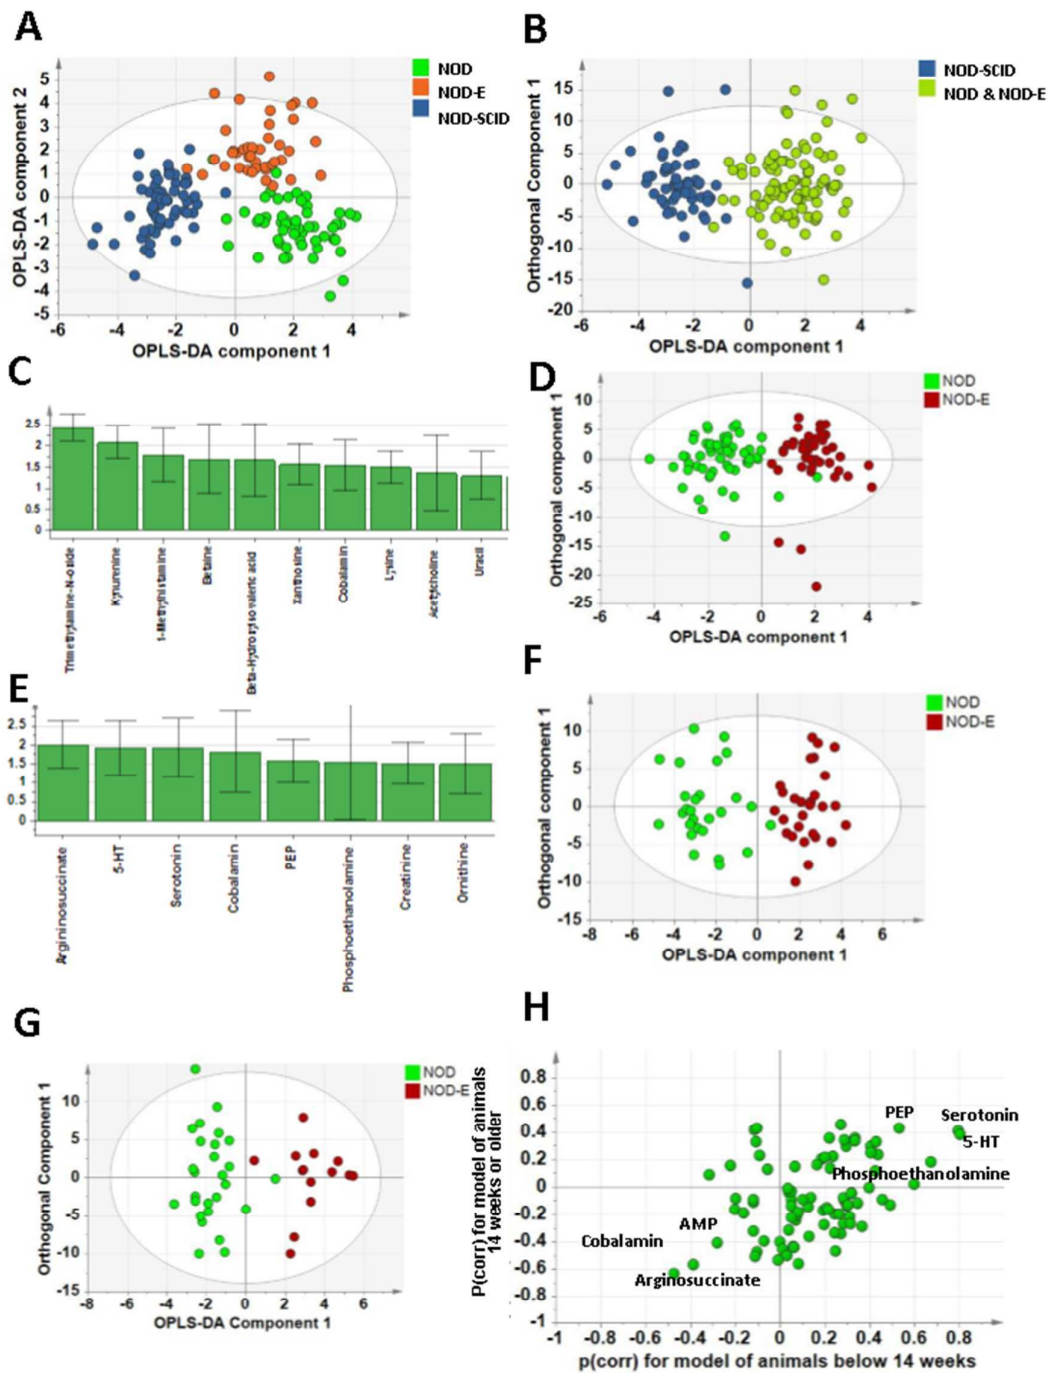 A
5
4
3
2
1
0
-1
-2
-3
-4
-5
-6 -4 -2 0 2 4
OPLS-DA component 2
OPLS-DA component 1
NOD
NOD-E
NOD-SCID
B
15
10
5
0
-5
-10
-15
-20
-6 -4 -2 0 2 4
Orthogonal Component 1
OPLS-DA component 1
NOD-SCID
NOD & NOD-E
C
2.5
2
1.5
1
0.5
0
Trimethylamine-N-oxide
Kynurenine
1-Methylhistamine
Betaine
Beta-Hydroxyisovaleric acid
Xanthosine
Cobalamin
Lysine
Acetylcholine
Uracil
D
10
5
0
-5
-10
-15
-20
-25
-6 -4 -2 0 2 4
Orthogonal component 1
OPLS-DA component 1
NOD
NOD-E
E
2.5
2
1.5
1
0.5
0
Argininosuccinate
5-HT
Serotonin
Cobalamin
PEP
Phosphoethanolamine
Creatinine
Ornithine
F
10
5
0
-5
-10
-15
-8 -6 -4 -2 0 2 4 6
Orthogonal component 1
OPLS-DA component 1
NOD
NOD-E
G
10
5
0
-5
-10
-15
-8 -6 -4 -2 0 2 4 6
Orthogonal Component 1
OPLS-DA Component 1
NOD
NOD-E
H
0.8
0.6
0.4
0.2
0
-0.2
-0.4
-0.6
-0.8
-1
-1 -0.8 -0.6 -0.4 -0.2 0 0.2 0.4 0.6 0.8
P(corr) for model of animals
14 weeks or older
p(corr) for model of animals below 14 weeks
PEP
Serotonin
5-HT
Phosphoethanolamine
AMP
Cobalamin
Arginosuccinate